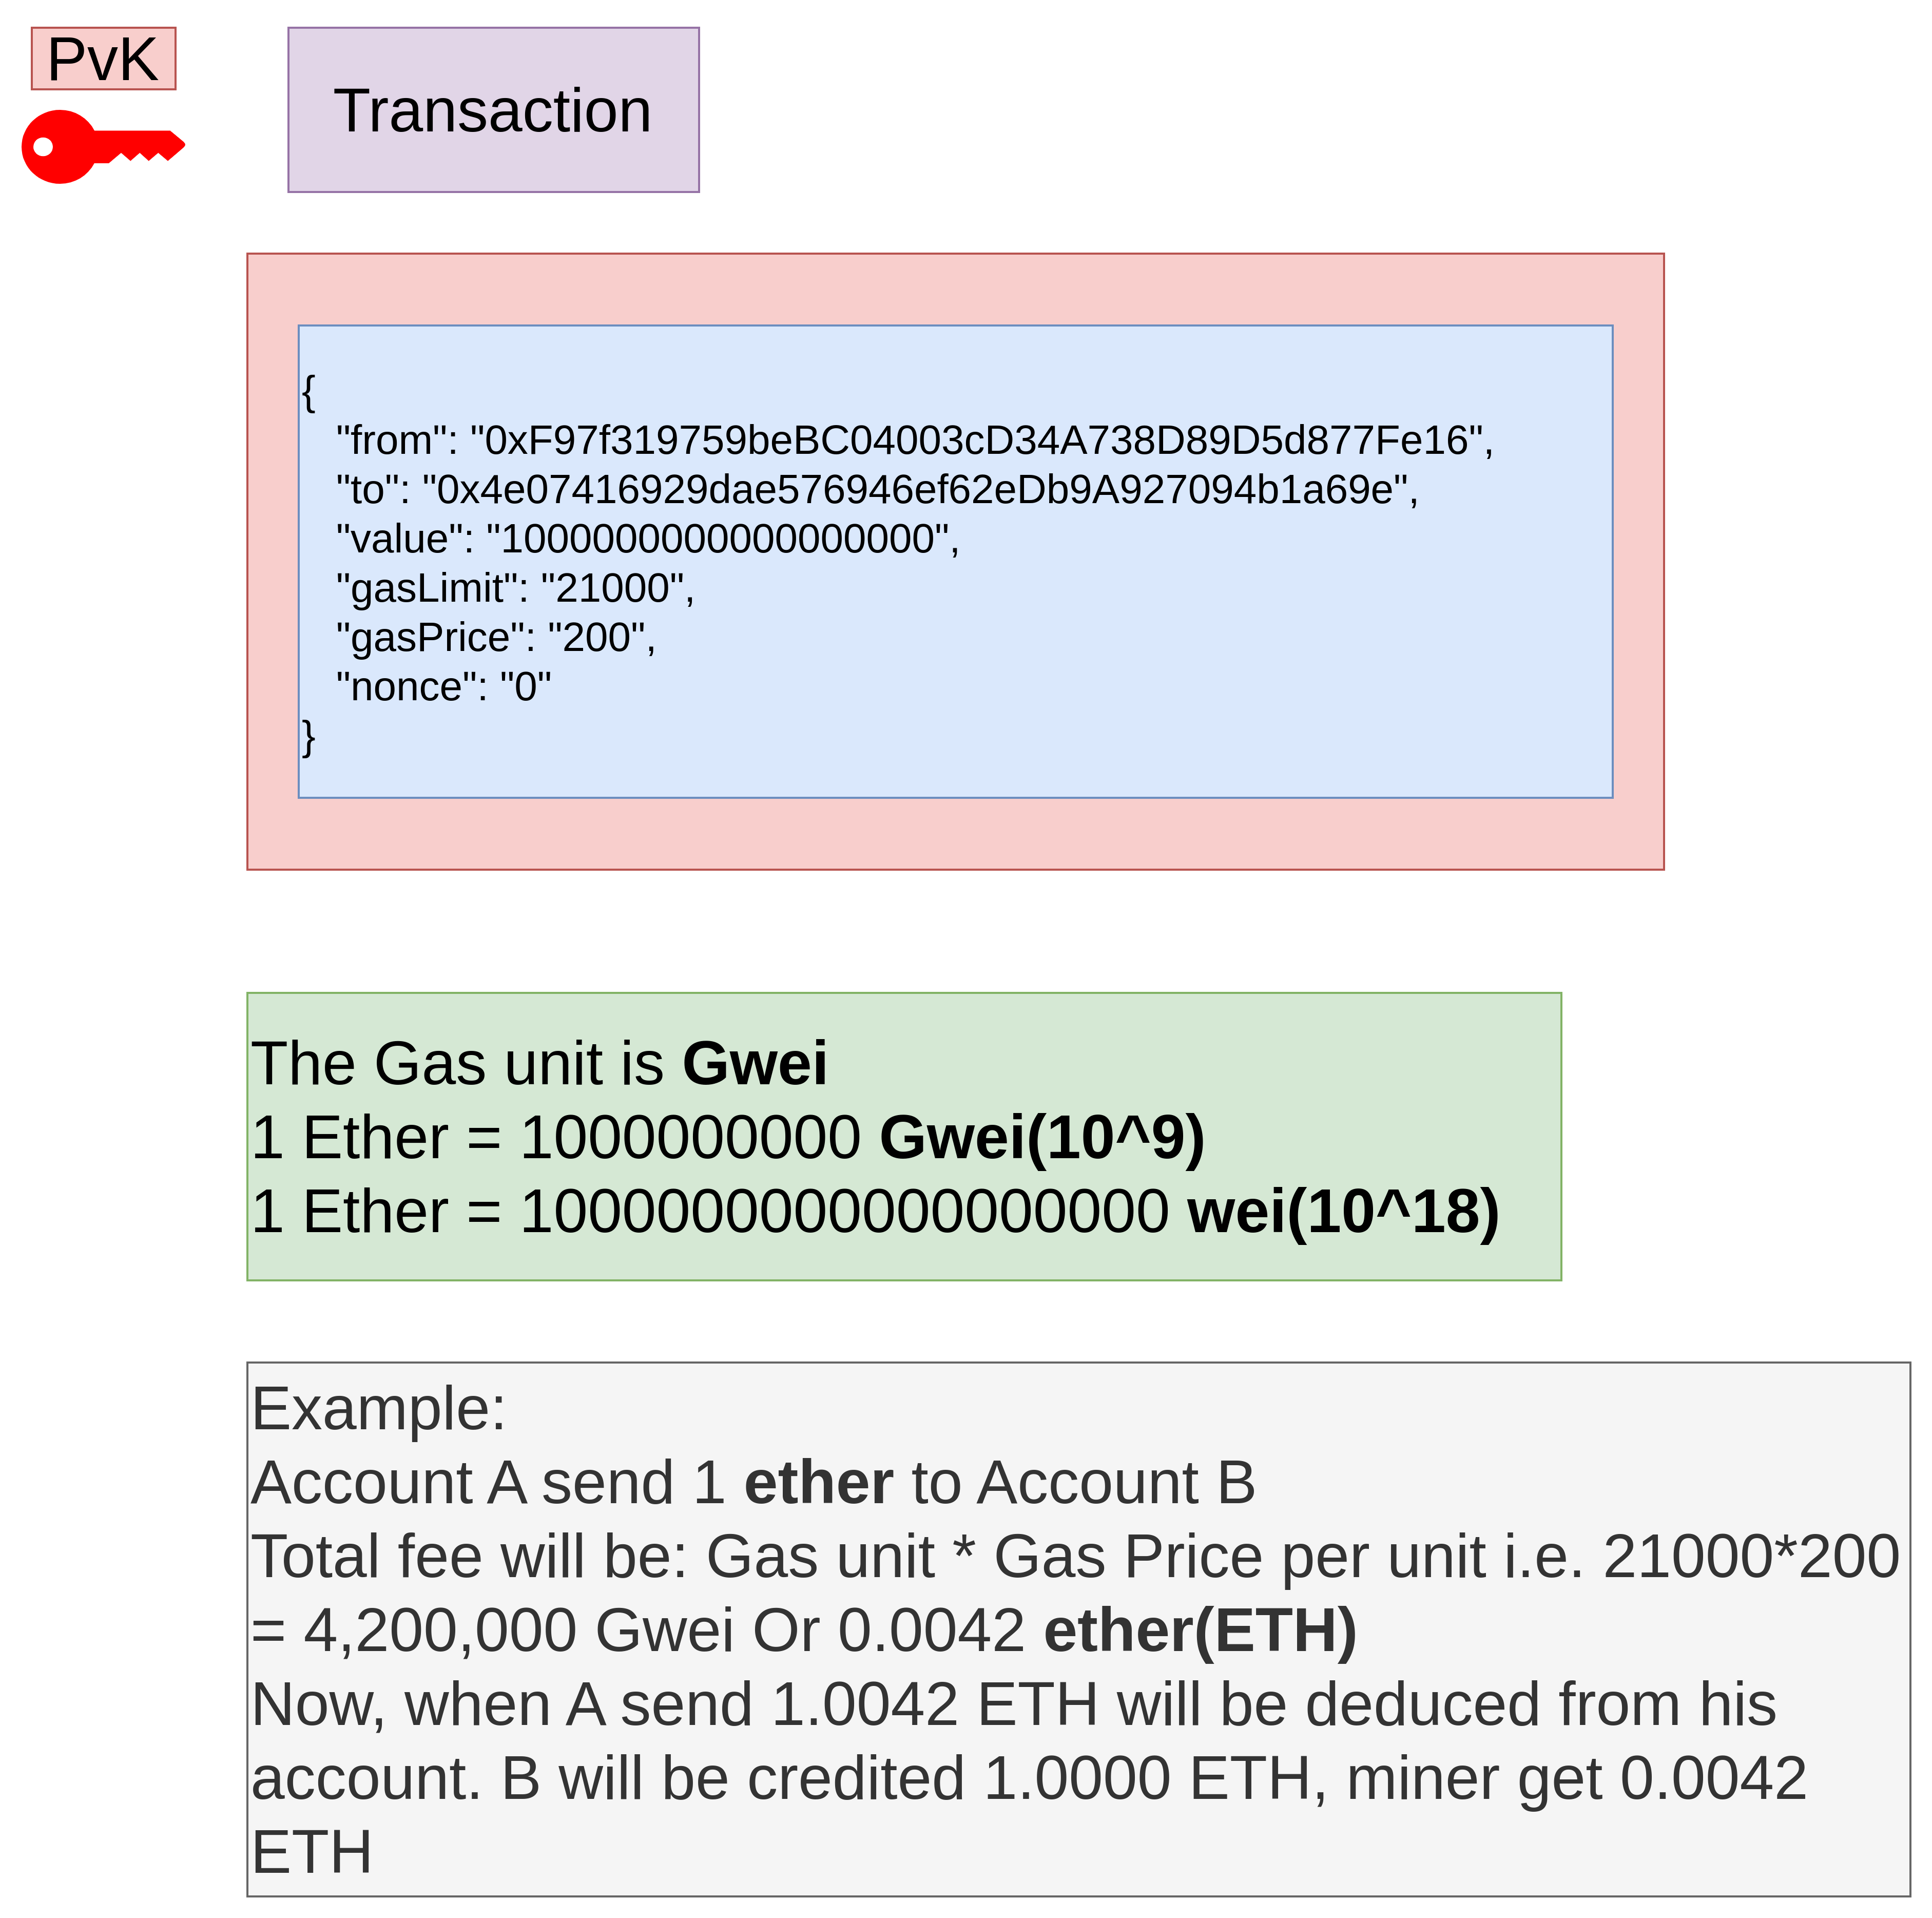 PvK
Transaction
{
"from": "0xF97f319759beBC04003cD34A738D89D5d877Fe16",
"to": "0x4e07416929dae576946ef62eDb9A927094b1a69e",
"value": "1000000000000000000",
"gasLimit": "21000",
"gasPrice": "200",
"nonce": "0"
}
The Gas unit is Gwei
1 Ether = 1000000000 Gwei(10^9)
1 Ether = 1000000000000000000 wei(10^18)
Example:
Account A send 1 ether to Account B
Total fee will be: Gas unit * Gas Price per unit i.e. 21000*200
= 4,200,000 Gwei Or 0.0042 ether(ETH)
Now, when A send 1.0042 ETH will be deduced from his
account. B will be credited 1.0000 ETH, miner get 0.0042
ETH